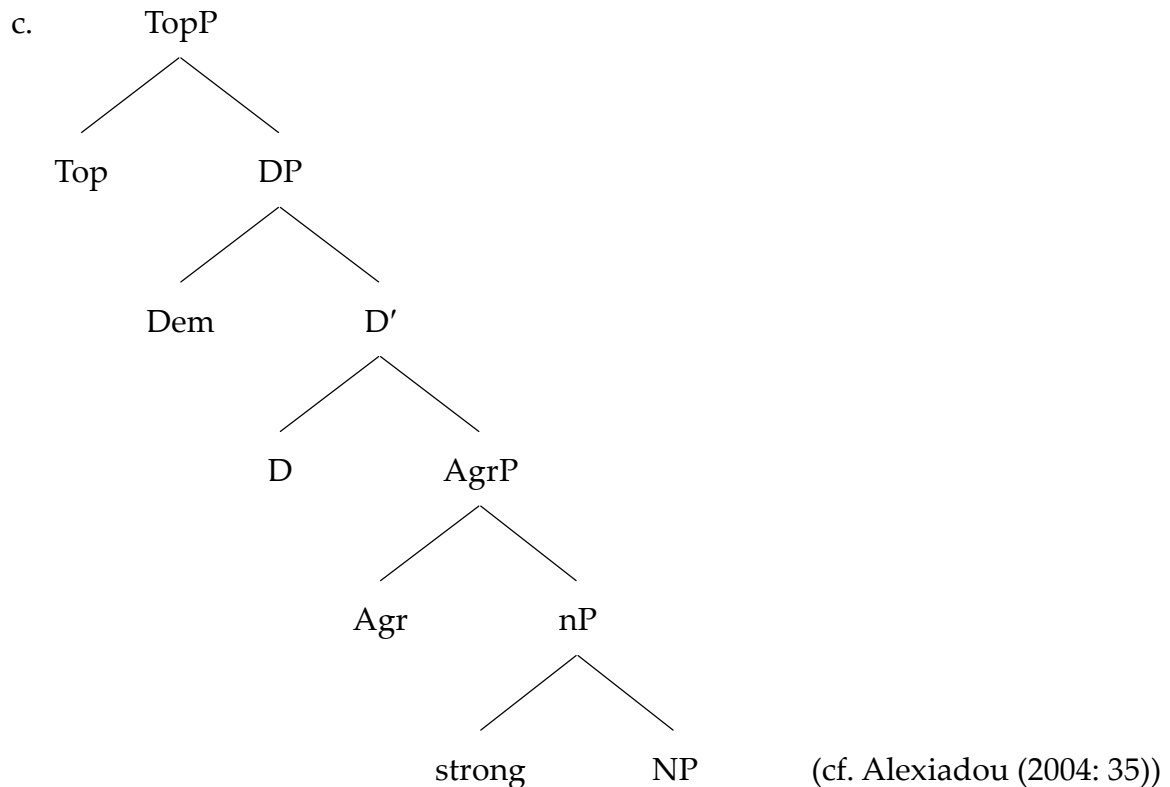 c. TopP
Top DP
Dem D′
D AgrP
Agr nP
strong NP (cf. Alexiadou (2004: 35))